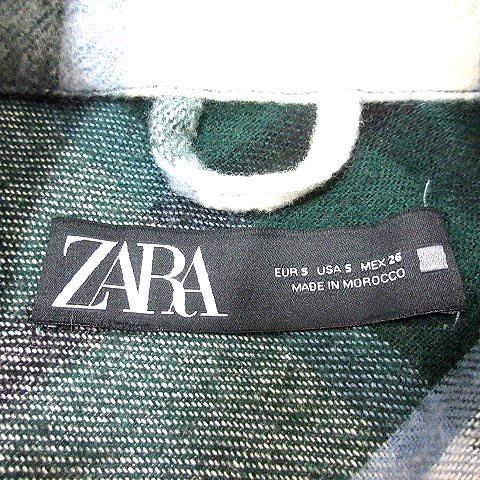 ZARA
EUR S USA S MEX 26
MADE IN MOROCCO